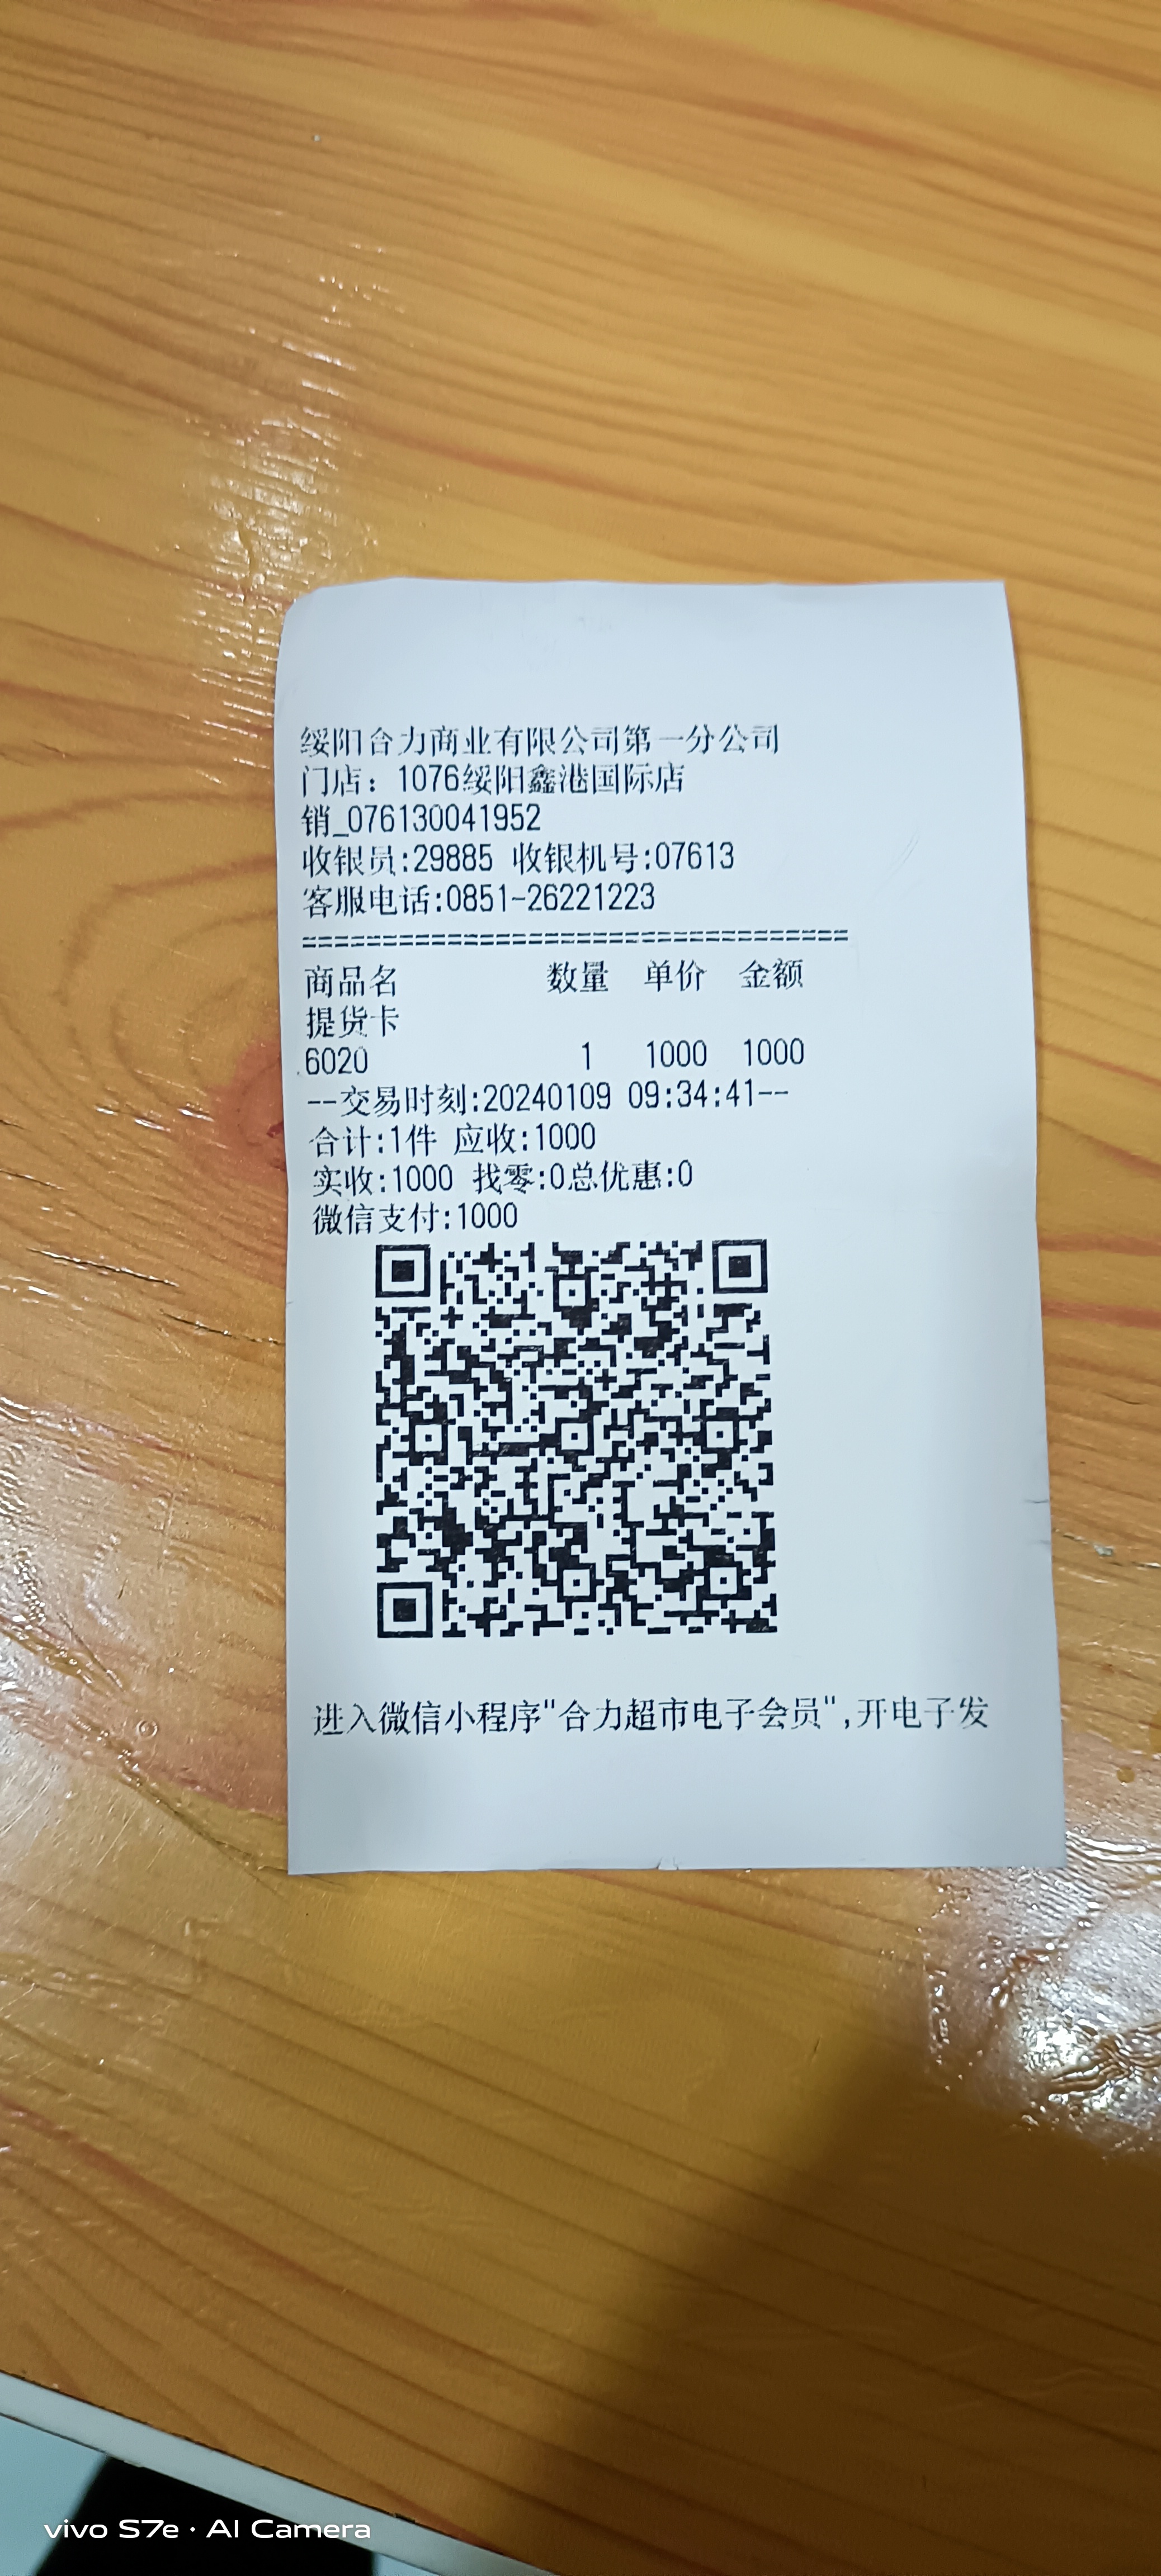 绥阳合力商业有限公司第一分公司
门店：1076绥阳鑫港国际店
销_076130041952
收银员:29885 收银机号:07613
客服电话:0851-26221223
==================================
商品名 数量 单价 金额
提货卡
6020 1 1000 1000
--交易时刻:20240109 09:34:41--
合计:1件 应收:1000
实收:1000 找零:0总优惠:0
微信支付:1000
进入微信小程序"合力超市电子会员",开电子发
vivo S7e · AI Camera